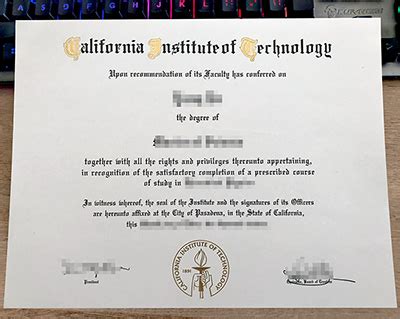 California Institute of Technology
Upon recommendation of its Faculty has conferred on
the degree of
together with all the rights and privileges thereunto appertaining,
in recognition of the satisfactory completion of a prescribed course
of study in
In witness whereof, the seal of the Institute and the signatures of its Officers
are hereunto affixed at the City of Pasadena, in the State of California,
this
CALIFORNIA INSTITUTE OF TECHNOLOGY
1891
President